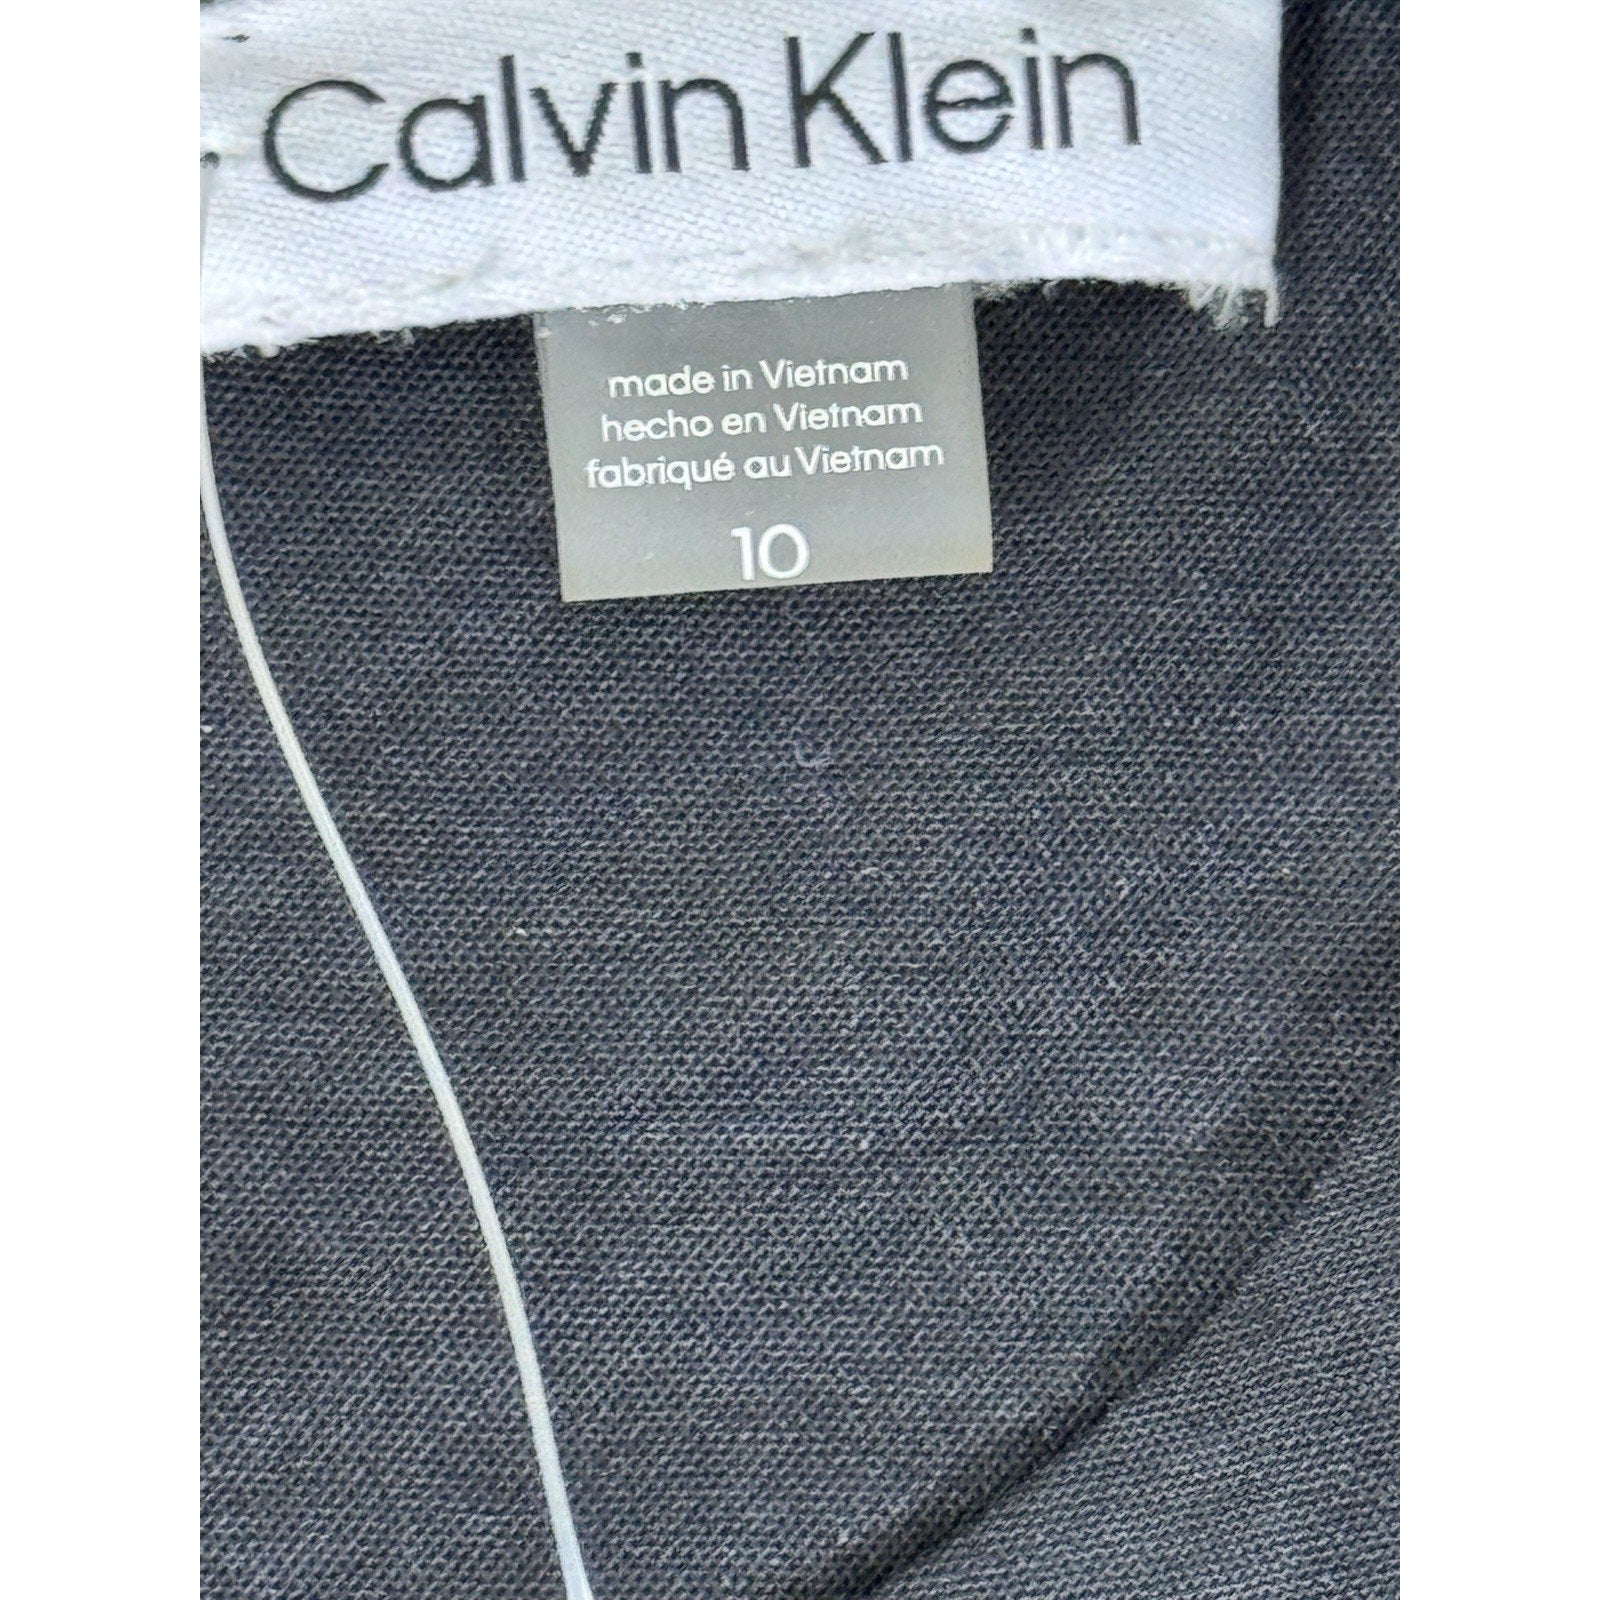 Calvin Klein
made in Vietnam
hecho en Vietnam
fabriqué au Vietnam
10